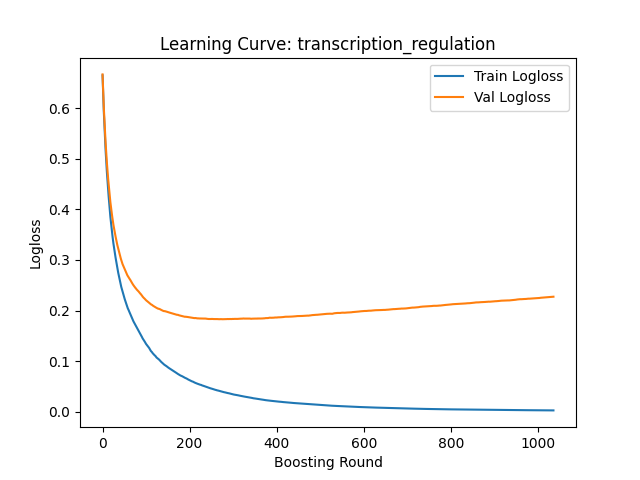 Learning Curve: transcription_regulation
Train Logloss
Val Logloss
Logloss
0.6
0.5
0.4
0.3
0.2
0.1
0.0
0 200 400 600 800 1000
Boosting Round